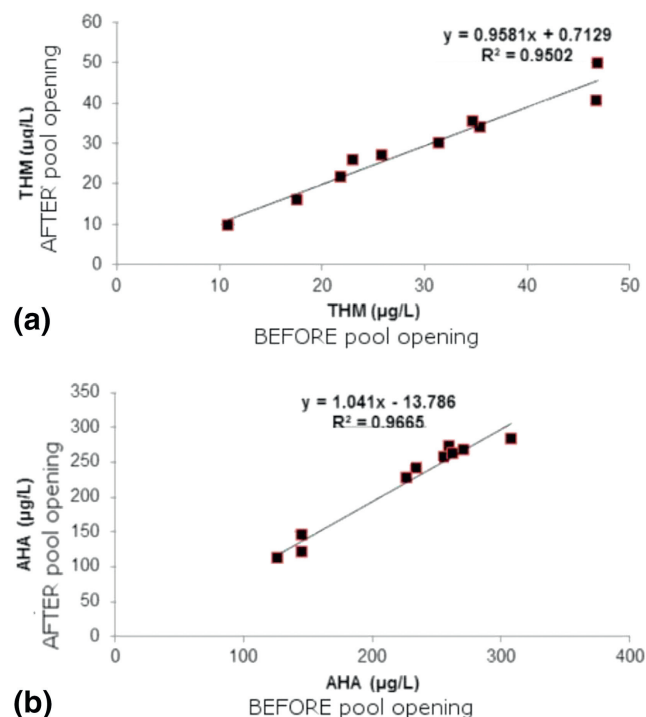 y = 0.9581x + 0.7129
R² = 0.9502
60
50
40
30
20
10
0
THM (µg/L)
AFTER pool opening
0 10 20 30 40 50
THM (µg/L)
BEFORE pool opening
(a)
350
300
250
200
150
100
50
0
y = 1.041x - 13.786
R² = 0.9665
AHA (µg/L)
AFTER pool opening
0 100 200 300 400
AHA (µg/L)
BEFORE pool opening
(b)